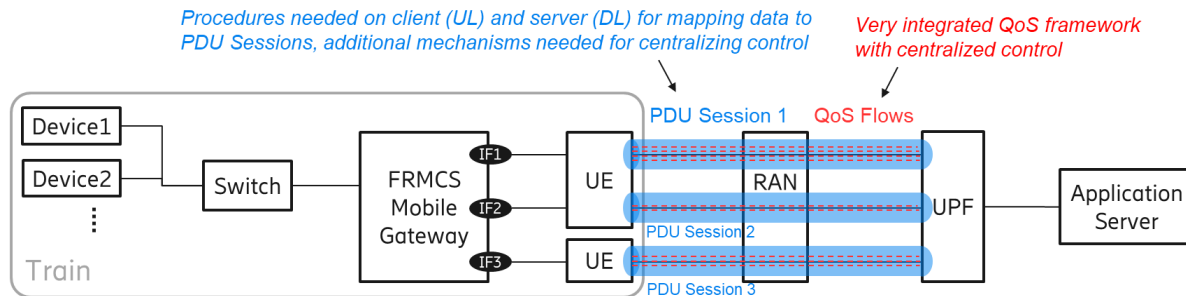 Procedures needed on client (UL) and server (DL) for mapping data to
PDU Sessions, additional mechanisms needed for centralizing control
Very integrated QoS framework
with centralized control
PDU Session 1
QoS Flows
Device1
Device2
Switch
FRMCS
Mobile
Gateway
IF1
IF2
IF3
UE
UE
RAN
UPF
Application
Server
PDU Session 2
PDU Session 3
Train